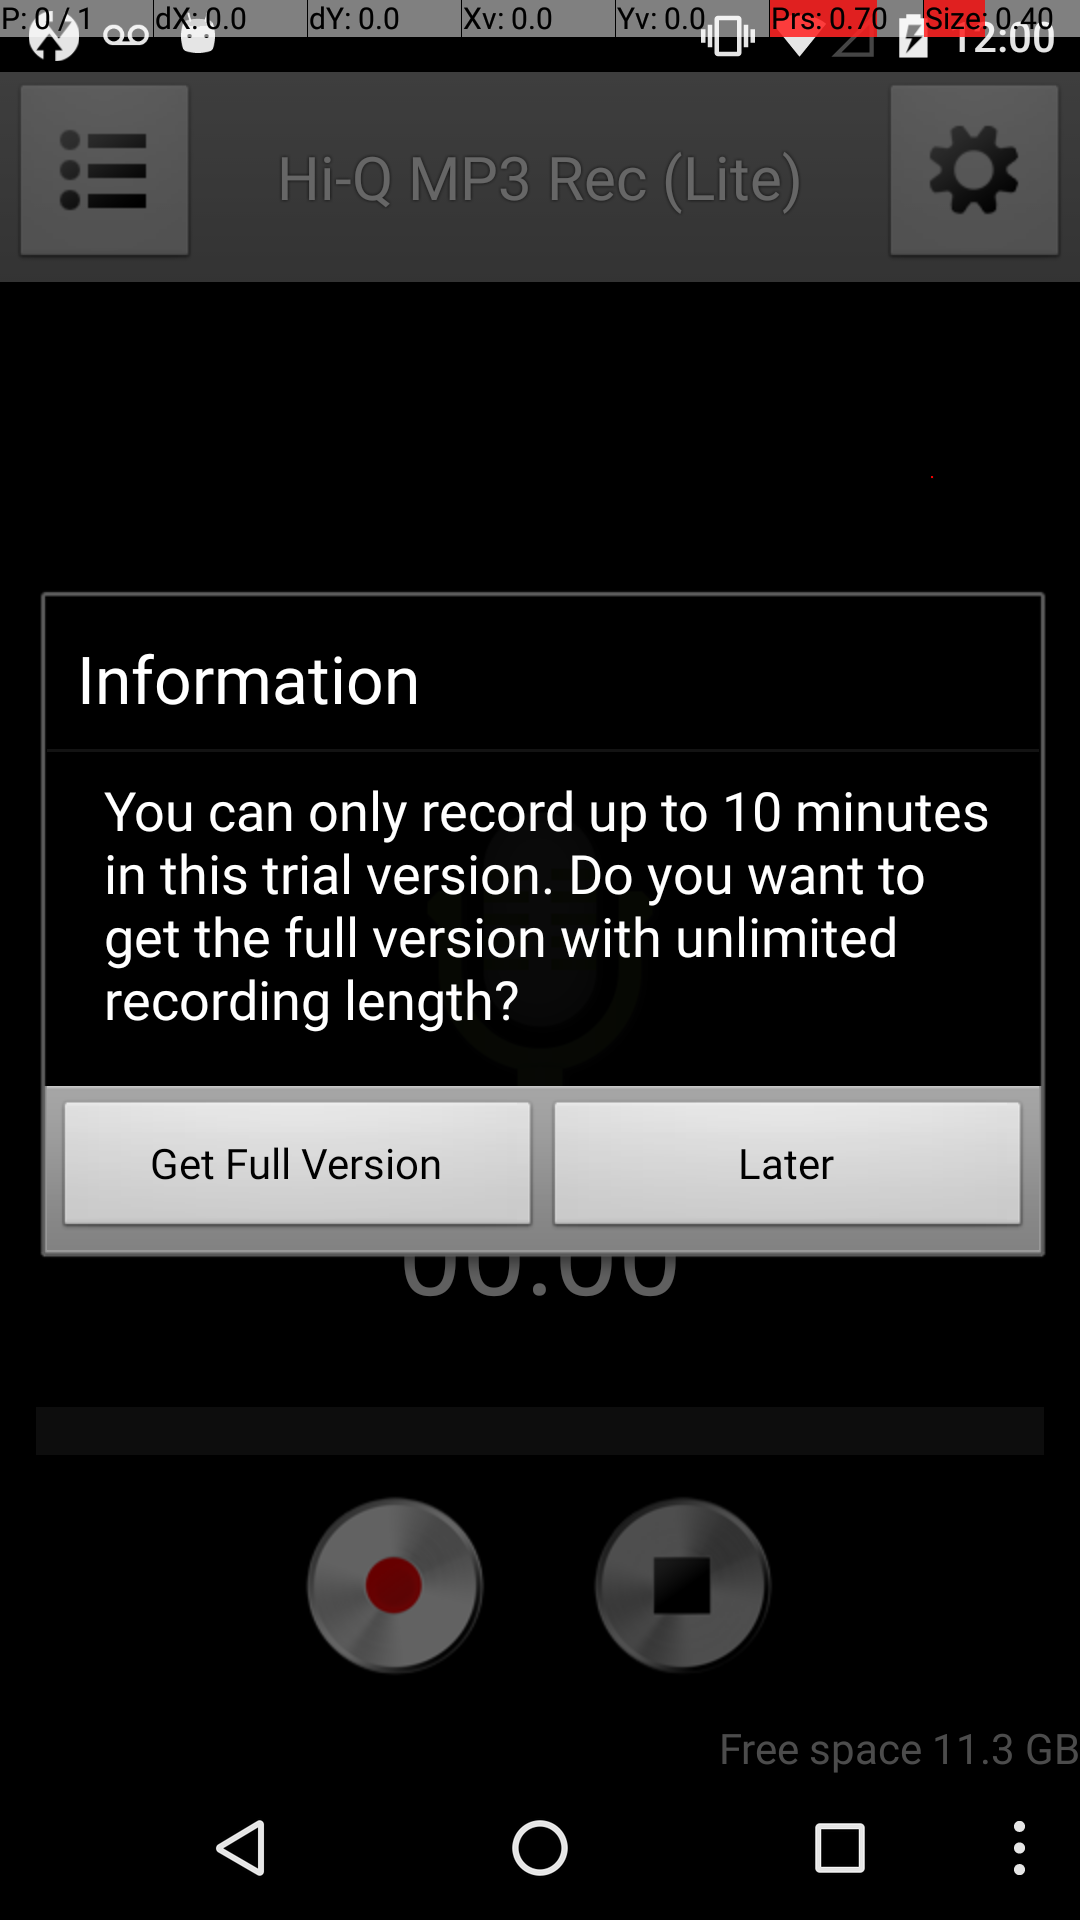 P: 0 / 1 dX: 0.0 dY: 0.0 Xv: 0.0 Yv: 0.0 Prs: 0.70 Size: 0.40
12:00
Hi-Q MP3 Rec (Lite)
Information
You can only record up to 10 minutes
in this trial version. Do you want to
get the full version with unlimited
recording length?
Get Full Version Later
00:00
Free space 11.3 GB